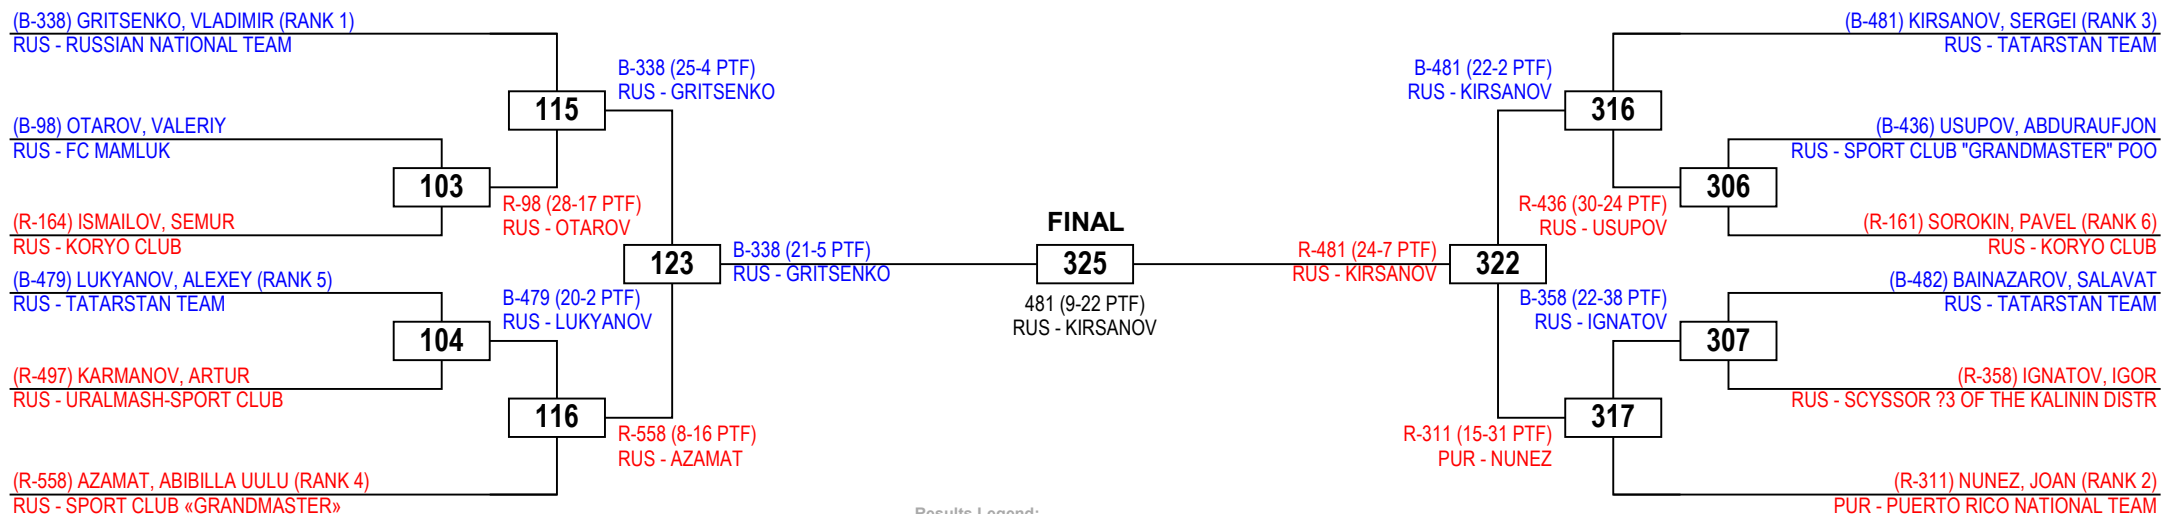 (B-338) GRITSENKO, VLADIMIR (RANK 1)
RUS - RUSSIAN NATIONAL TEAM
(B-98) OTAROV, VALERIY
RUS - FC MAMLUK
(R-164) ISMAILOV, SEMUR
RUS - KORYO CLUB
(B-479) LUKYANOV, ALEXEY (RANK 5)
RUS - TATARSTAN TEAM
(R-497) KARMANOV, ARTUR
RUS - URALMASH-SPORT CLUB
(R-558) AZAMAT, ABIBILLA UULU (RANK 4)
RUS - SPORT CLUB «GRANDMASTER»
103
R-98 (28-17 PTF)
RUS - OTAROV
104
B-479 (20-2 PTF)
RUS - LUKYANOV
115
B-338 (25-4 PTF)
RUS - GRITSENKO
116
R-558 (8-16 PTF)
RUS - AZAMAT
123
B-338 (21-5 PTF)
RUS - GRITSENKO
FINAL
325
481 (9-22 PTF)
RUS - KIRSANOV
R-481 (24-7 PTF)
RUS - KIRSANOV
322
B-481 (22-2 PTF)
RUS - KIRSANOV
316
R-311 (15-31 PTF)
PUR - NUNEZ
317
R-436 (30-24 PTF)
RUS - USUPOV
306
B-358 (22-38 PTF)
RUS - IGNATOV
307
(B-481) KIRSANOV, SERGEI (RANK 3)
RUS - TATARSTAN TEAM
(B-436) USUPOV, ABDURAUFJON
RUS - SPORT CLUB "GRANDMASTER" POO
(R-161) SOROKIN, PAVEL (RANK 6)
RUS - KORYO CLUB
(B-482) BAINAZAROV, SALAVAT
RUS - TATARSTAN TEAM
(R-358) IGNATOV, IGOR
RUS - SCYSSOR ?3 OF THE KALININ DISTR
(R-311) NUNEZ, JOAN (RANK 2)
PUR - PUERTO RICO NATIONAL TEAM
Results Legend: